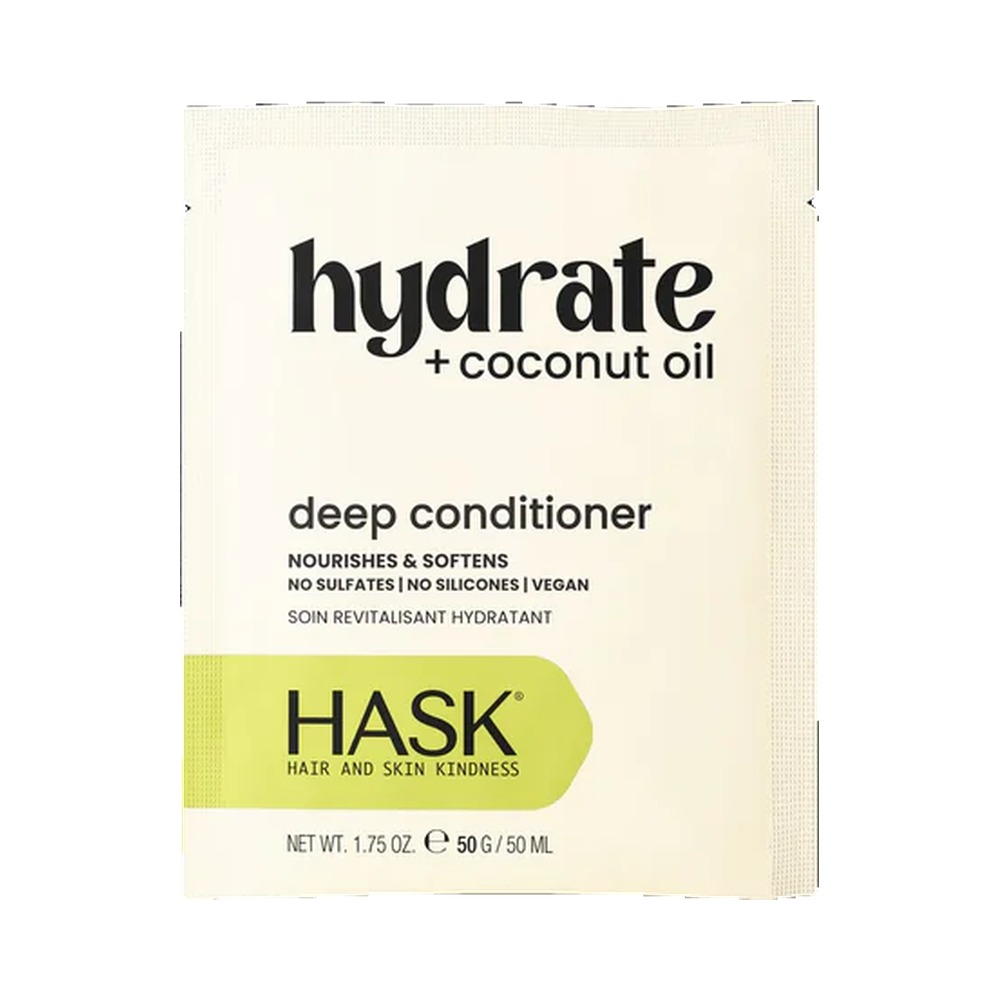 hydrate
+ coconut oil
deep conditioner
NOURISHES & SOFTENS
NO SULFATES | NO SILICONES | VEGAN
SOIN REVITALISANT HYDRATANT
HASK®
HAIR AND SKIN KINDNESS
NET WT. 1.75 OZ. ℮ 50 G / 50 ML